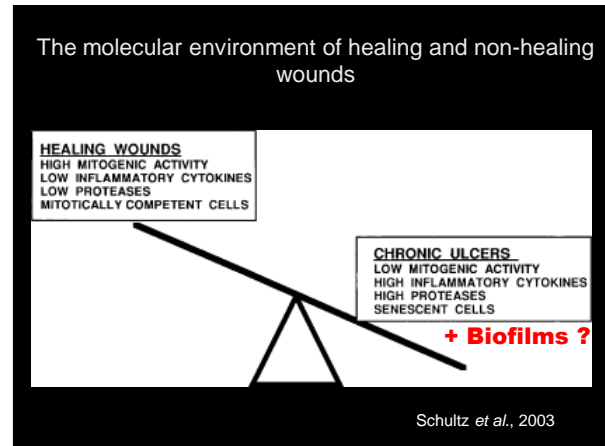 The molecular environment of healing and non-healing
wounds
HEALING WOUNDS
HIGH MITOGENIC ACTIVITY
LOW INFLAMMATORY CYTOKINES
LOW PROTEASES
MITOTICALLY COMPETENT CELLS
CHRONIC ULCERS
LOW MITOGENIC ACTIVITY
HIGH INFLAMMATORY CYTOKINES
HIGH PROTEASES
SENESCENT CELLS
+ Biofilms ?
Schultz et al., 2003